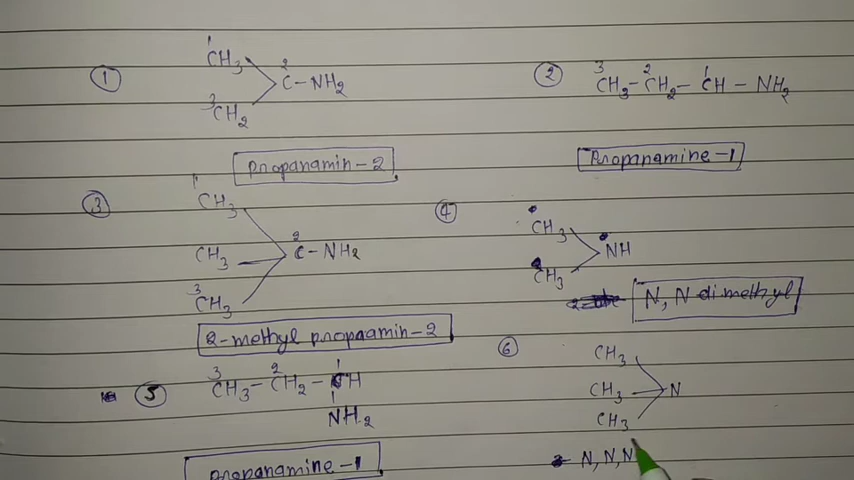 1 CH3
2 C-NH2
3 CH2
①
Propanamin-2
②
3 CH3-2 CH2-1 CH-NH2
Propanamine-1
③
1 CH3
CH3
2 C-NH2
3 CH3
2-methyl propaamin-2
④
CH3
NH
CH3
N, N dimethyl
⑤
3 CH3-2 CH2-1 CH
NH2
propanamine-1
⑥
CH3
CH3
N
CH3
N, N, N